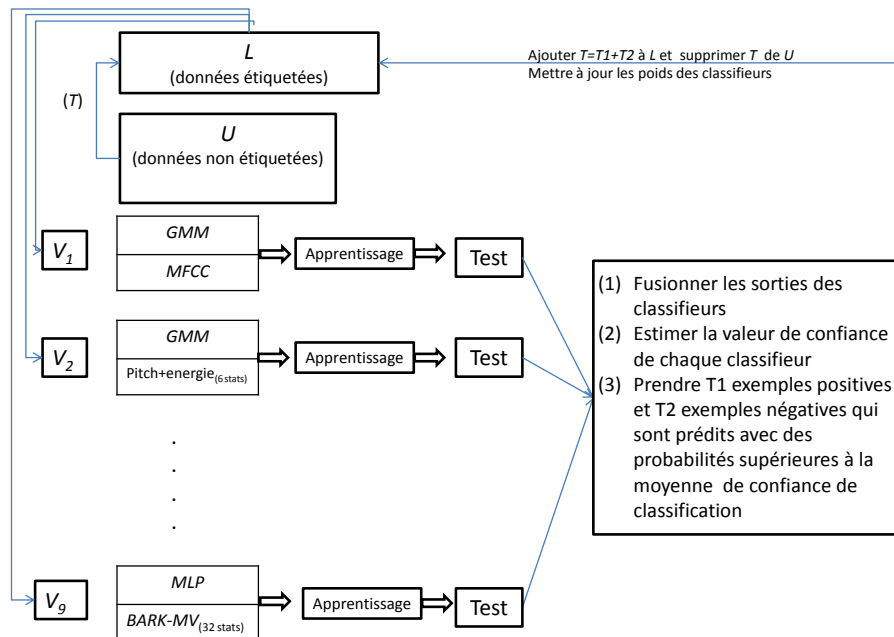 L
(données étiquetées)
Ajouter T=T1+T2 à L et supprimer T de U
Mettre à jour les poids des classifieurs
(T)
U
(données non étiquetées)
V1
GMM
MFCC
Apprentissage
Test
V2
GMM
Pitch+energie(6 stats)
Apprentissage
Test
(1) Fusionner les sorties des
classifieurs
(2) Estimer la valeur de confiance
de chaque classifieur
(3) Prendre T1 exemples positives
et T2 exemples négatives qui
sont prédits avec des
probabilités supérieures à la
moyenne de confiance de
classification
.
.
.
.
V9
MLP
BARK-MV(32 stats)
Apprentissage
Test